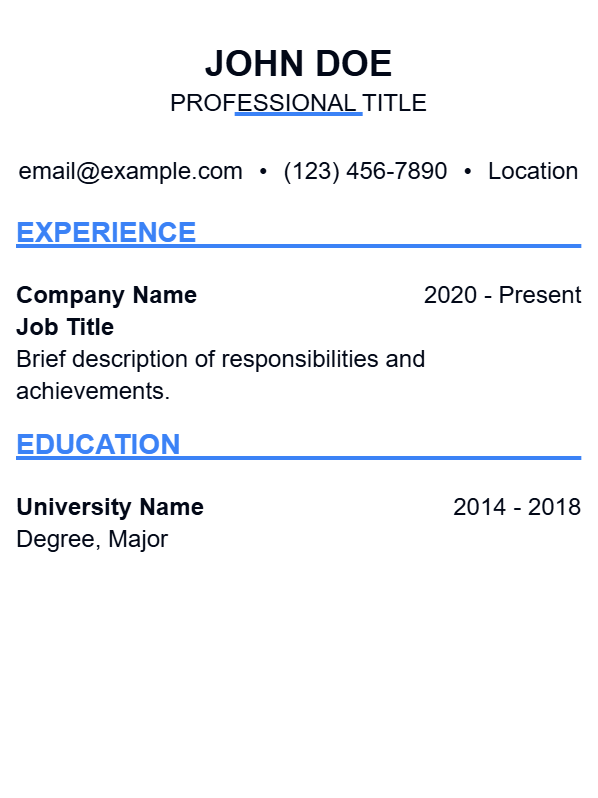 JOHN DOE
PROFESSIONAL TITLE
email@example.com • (123) 456-7890 • Location
EXPERIENCE
Company Name 2020 - Present
Job Title
Brief description of responsibilities and
achievements.
EDUCATION
University Name 2014 - 2018
Degree, Major